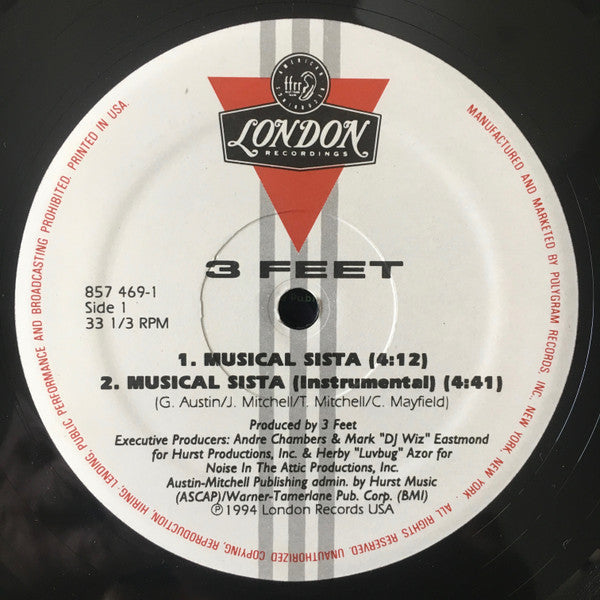 AMERICAN RECORDINGS
ffrr
LONDON
RECORDINGS
3 FEET
857 469-1
Side 1
33 1/3 RPM
1. MUSICAL SISTA (4:12)
2. MUSICAL SISTA (Instrumental) (4:41)
(G. Austin/J. Mitchell/T. Mitchell/C. Mayfield)
Produced by 3 Feet
Executive Producers: Andre Chambers & Mark "DJ Wiz" Eastmond
for Hurst Productions, Inc. & Herby "Luvbug" Azor for
Noise In The Attic Productions, Inc.
Austin-Mitchell Publishing admin. by Hurst Music
(ASCAP)/Warner-Tamerlane Pub. Corp. (BMI)
℗ 1994 London Records USA
MANUFACTURED AND MARKETED BY POLYGRAM RECORDS, INC. NEW YORK, NEW YORK . ALL RIGHTS RESERVED. UNAUTHORIZED COPYING, REPRODUCTION, HIRING, LENDING, PUBLIC PERFORMANCE AND BROADCASTING PROHIBITED. PRINTED IN USA.